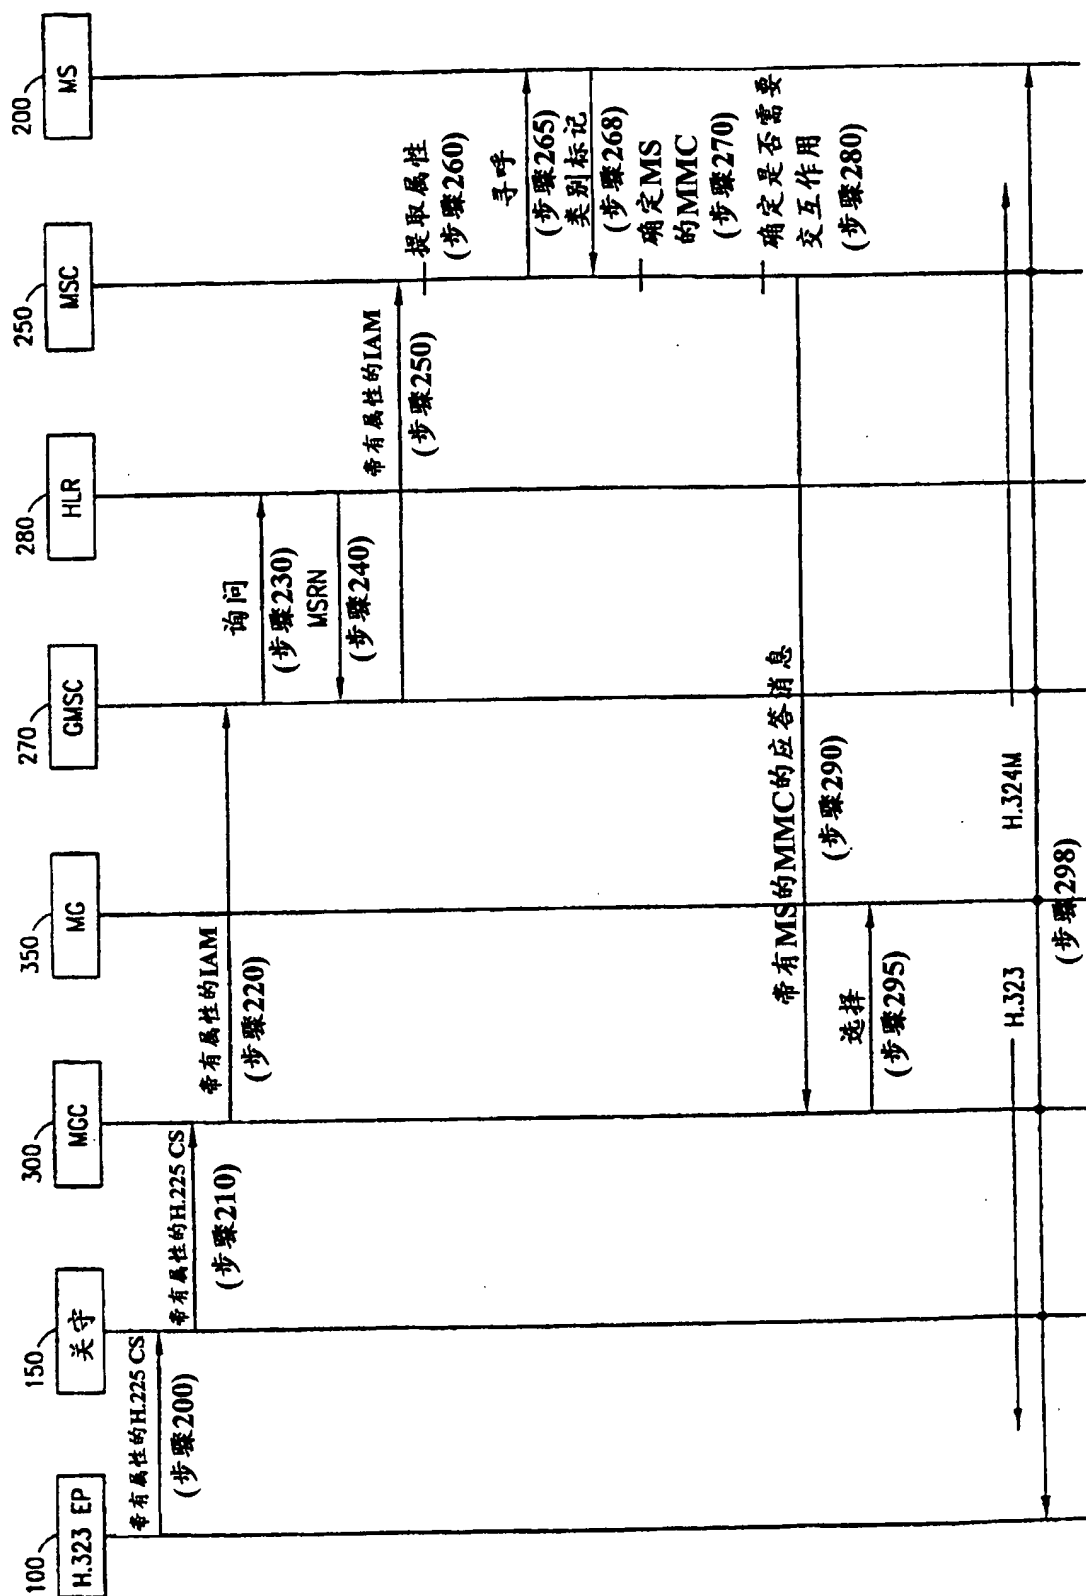 100
H.323 EP
150
关守
300
MGC
350
MG
270
GMSC
280
HLR
250
MSC
200
MS
带有属性的H.225 CS
(步骤200)
带有属性的H.225 CS
(步骤210)
带有属性的IAM
(步骤220)
询问
(步骤230)
MSRN
(步骤240)
带有属性的IAM
(步骤250)
提取属性
(步骤260)
寻呼
(步骤265)
类别标记
(步骤268)
确定MS
的MMC
(步骤270)
确定是否需要
交互作用
(步骤280)
带有MS的MMC的应答消息
(步骤290)
选择
(步骤295)
H.323
H.324M
(步骤298)